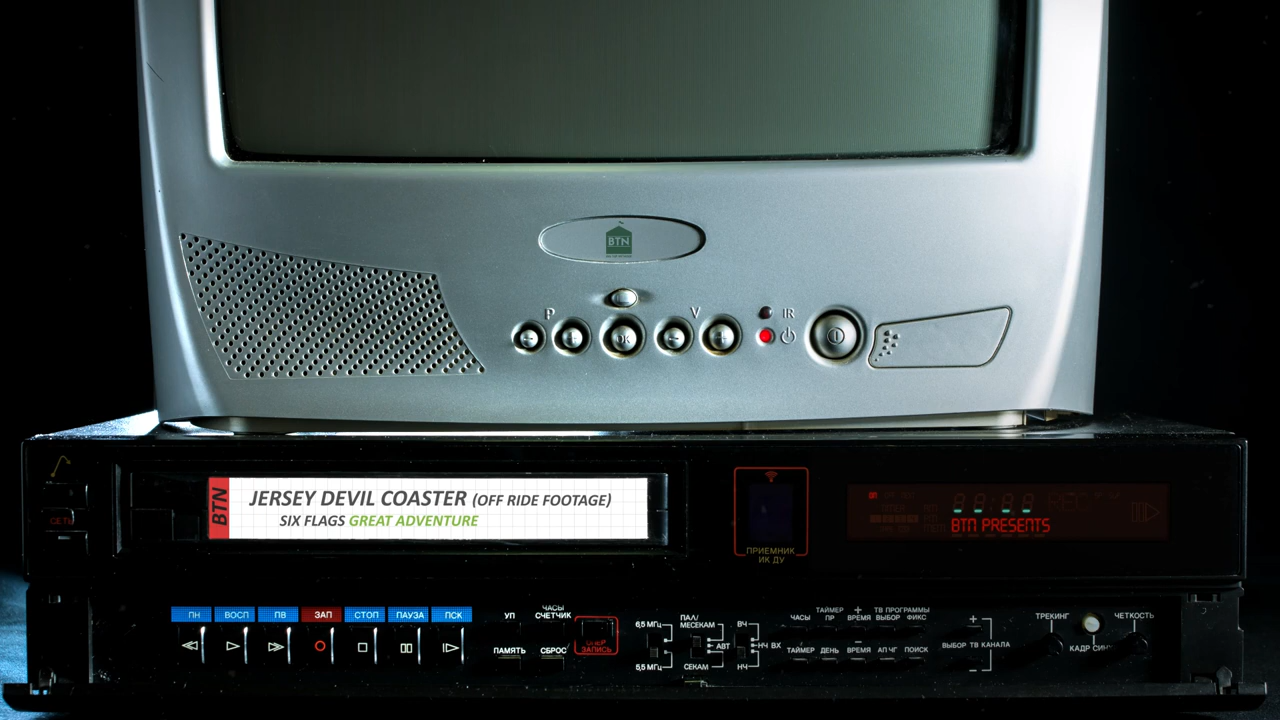 BTN
P
V
IR
OK
BTN
JERSEY DEVIL COASTER (OFF RIDE FOOTAGE)
SIX FLAGS GREAT ADVENTURE
СЕТЬ
ПРИЕМНИК
ИК ДУ
REC
BTN PRESENTS
ПН ВОСП ПВ ЗАП СТОП ПАУЗА ПСК
УП
ЧАСЫ
СЧЕТЧИК
ПАМЯТЬ
СБРОС
ЗАПИСЬ
6,5 МГц
5,5 МГц
ПАЛ/
МЕСЕКАМ
АВТ
СЕКАМ
ВЧ
НЧ ВХ
НЧ
ЧАСЫ
ТАЙМЕР
ПР
+
ВРЕМЯ
ТВ ПРОГРАММЫ
ВЫБОР ФИКС
ТАЙМЕР ДЕНЬ
–
ВРЕМЯ АП ЧГ ПОИСК
+
ВЫБОР ТВ КАНАЛА
–
ТРЕКИНГ
ЧЕТКОСТЬ
КАДР